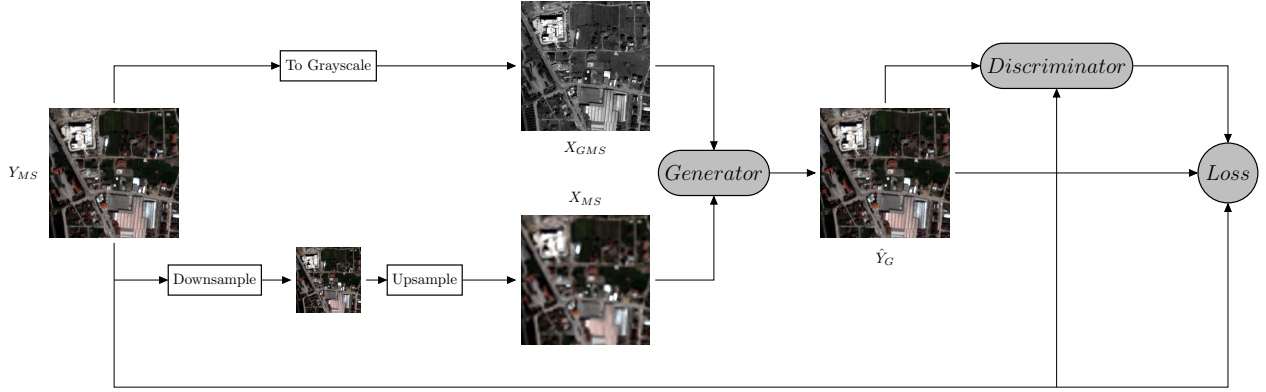 To Grayscale
Discriminator
X_{GMS}
Y_{MS}
Generator
Loss
X_{MS}
Ŷ_G
Downsample
Upsample